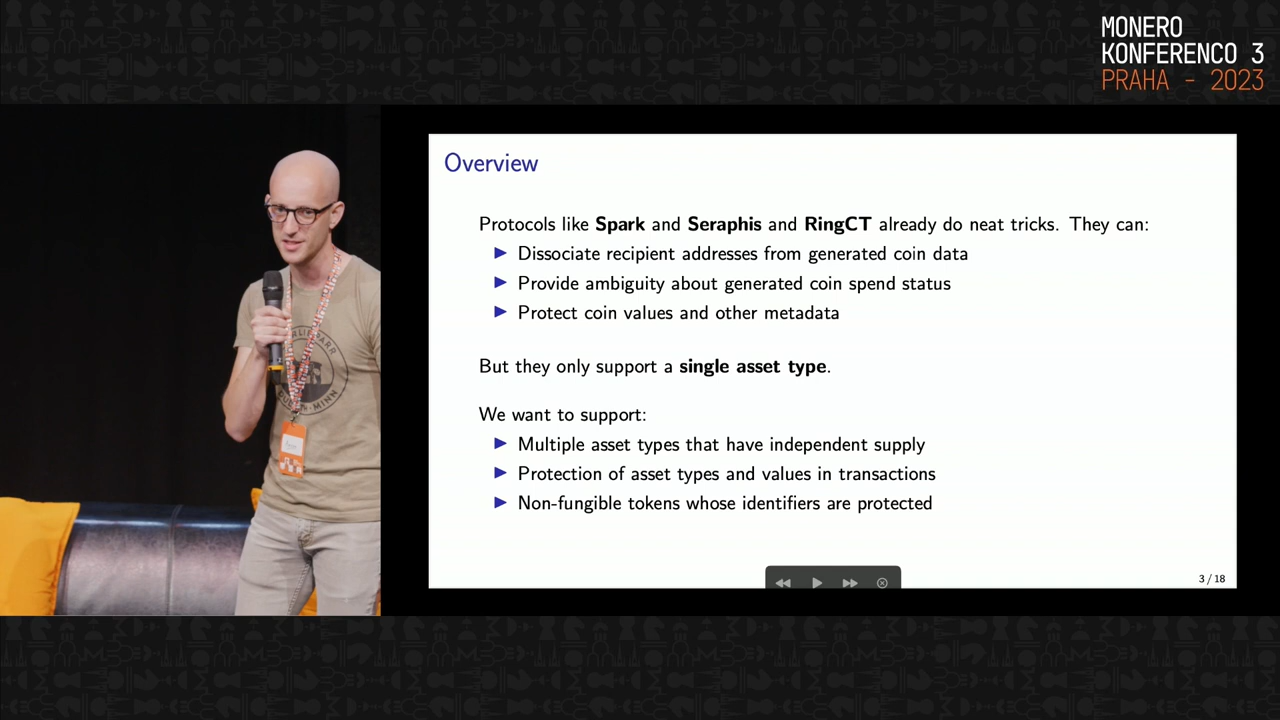 MONERO
KONFERENCO 3
PRAHA - 2023
Overview
Protocols like Spark and Seraphis and RingCT already do neat tricks. They can:
▶ Dissociate recipient addresses from generated coin data
▶ Provide ambiguity about generated coin spend status
▶ Protect coin values and other metadata
But they only support a single asset type.
We want to support:
▶ Multiple asset types that have independent supply
▶ Protection of asset types and values in transactions
▶ Non-fungible tokens whose identifiers are protected
3 / 18
MINN